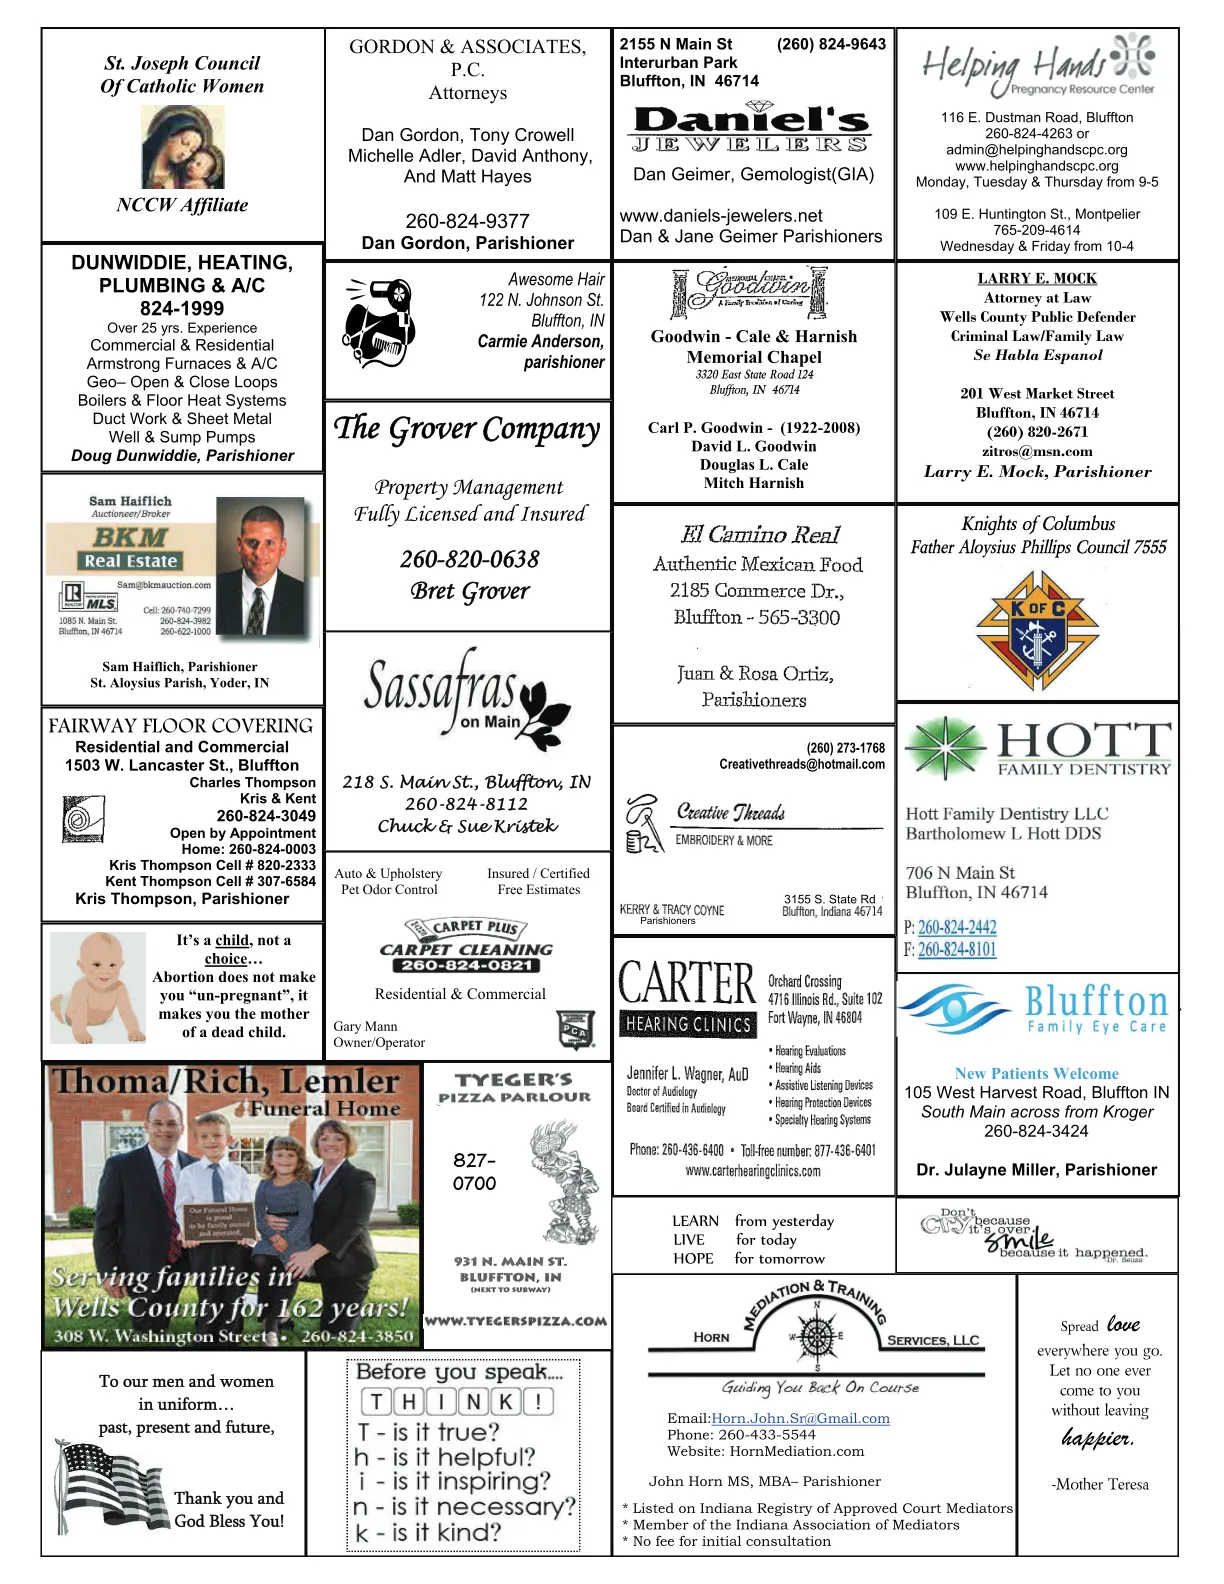 St. Joseph Council
Of Catholic Women
NCCW Affiliate
GORDON & ASSOCIATES,
P.C.
Attorneys
Dan Gordon, Tony Crowell
Michelle Adler, David Anthony,
And Matt Hayes
260-824-9377
Dan Gordon, Parishioner
2155 N Main St (260) 824-9643
Interurban Park
Bluffton, IN 46714
Daniel's
JEWELERS
Dan Geimer, Gemologist(GIA)
www.daniels-jewelers.net
Dan & Jane Geimer Parishioners
Helping Hands
Pregnancy Resource Center
116 E. Dustman Road, Bluffton
260-824-4263 or
admin@helpinghandscpc.org
www.helpinghandscpc.org
Monday, Tuesday & Thursday from 9-5
109 E. Huntington St., Montpelier
765-209-4614
Wednesday & Friday from 10-4
DUNWIDDIE, HEATING,
PLUMBING & A/C
824-1999
Over 25 yrs. Experience
Commercial & Residential
Armstrong Furnaces & A/C
Geo– Open & Close Loops
Boilers & Floor Heat Systems
Duct Work & Sheet Metal
Well & Sump Pumps
Doug Dunwiddie, Parishioner
Awesome Hair
122 N. Johnson St.
Bluffton, IN
Carmie Anderson,
parishioner
Goodwin
A Family Tradition of Caring
Goodwin - Cale & Harnish
Memorial Chapel
3320 East State Road 124
Bluffton, IN 46714
Carl P. Goodwin - (1922-2008)
David L. Goodwin
Douglas L. Cale
Mitch Harnish
LARRY E. MOCK
Attorney at Law
Wells County Public Defender
Criminal Law/Family Law
Se Habla Espanol
201 West Market Street
Bluffton, IN 46714
(260) 820-2671
zitros@msn.com
Larry E. Mock, Parishioner
The Grover Company
Property Management
Fully Licensed and Insured
260-820-0638
Bret Grover
Sam Haiflich
Auctioneer/Broker
BKM
Real Estate
Sam@bkmauction.com
REALTOR
MLS
Cell: 260-740-7299
1085 N. Main St. 260-824-3982
Bluffton, IN 46714 260-622-1000
Sam Haiflich, Parishioner
St. Aloysius Parish, Yoder, IN
El Camino Real
Authentic Mexican Food
2185 Commerce Dr.,
Bluffton - 565-3300
Juan & Rosa Ortiz,
Parishioners
Knights of Columbus
Father Aloysius Phillips Council 7555
K OF C
Sassafras
on Main
218 S. Main St., Bluffton, IN
260-824-8112
Chuck & Sue Kristek
FAIRWAY FLOOR COVERING
Residential and Commercial
1503 W. Lancaster St., Bluffton
Charles Thompson
Kris & Kent
260-824-3049
Open by Appointment
Home: 260-824-0003
Kris Thompson Cell # 820-2333
Kent Thompson Cell # 307-6584
Kris Thompson, Parishioner
(260) 273-1768
Creativethreads@hotmail.com
Creative Threads
EMBROIDERY & MORE
3155 S. State Rd
KERRY & TRACY COYNE Bluffton, Indiana 46714
Parishioners
HOTT
FAMILY DENTISTRY
Hott Family Dentistry LLC
Bartholomew L Hott DDS
706 N Main St
Bluffton, IN 46714
P: 260-824-2442
F: 260-824-8101
Auto & Upholstery Insured / Certified
Pet Odor Control Free Estimates
CARPET PLUS
CARPET CLEANING
260-824-0821
Residential & Commercial
Gary Mann
Owner/Operator
PCA
It's a child, not a
choice…
Abortion does not make
you “un-pregnant”, it
makes you the mother
of a dead child.
CARTER
HEARING CLINICS
Orchard Crossing
4716 Illinois Rd., Suite 102
Fort Wayne, IN 46804
Jennifer L. Wagner, AuD
Doctor of Audiology
Board Certified in Audiology
• Hearing Evaluations
• Hearing Aids
• Assistive Listening Devices
• Hearing Protection Devices
• Specialty Hearing Systems
Phone: 260-436-6400 • Toll-free number: 877-436-6401
www.carterhearingclinics.com
Bluffton
Family Eye Care
New Patients Welcome
105 West Harvest Road, Bluffton IN
South Main across from Kroger
260-824-3424
Dr. Julayne Miller, Parishioner
Thoma/Rich, Lemler
Funeral Home
Our Funeral Home
is proud
to be family owned
and operated.
Serving families in
Wells County for 162 years!
308 W. Washington Street • 260-824-3850
TYEGER'S
PIZZA PARLOUR
827-
0700
931 N. MAIN ST.
BLUFFTON, IN
(NEXT TO SUBWAY)
WWW.TYEGERSPIZZA.COM
LEARN from yesterday
LIVE for today
HOPE for tomorrow
Don't
cry because
it's over.
smile
because it happened.
-Dr. Seuss
MEDIATION & TRAINING
HORN SERVICES, LLC
N
W E
S
Guiding You Back On Course
Email:Horn.John.Sr@Gmail.com
Phone: 260-433-5544
Website: HornMediation.com
John Horn MS, MBA– Parishioner
* Listed on Indiana Registry of Approved Court Mediators
* Member of the Indiana Association of Mediators
* No fee for initial consultation
Spread love
everywhere you go.
Let no one ever
come to you
without leaving
happier.
-Mother Teresa
To our men and women
in uniform…
past, present and future,
Thank you and
God Bless You!
Before you speak....
THINK!
T - is it true?
h - is it helpful?
i - is it inspiring?
n - is it necessary?
k - is it kind?